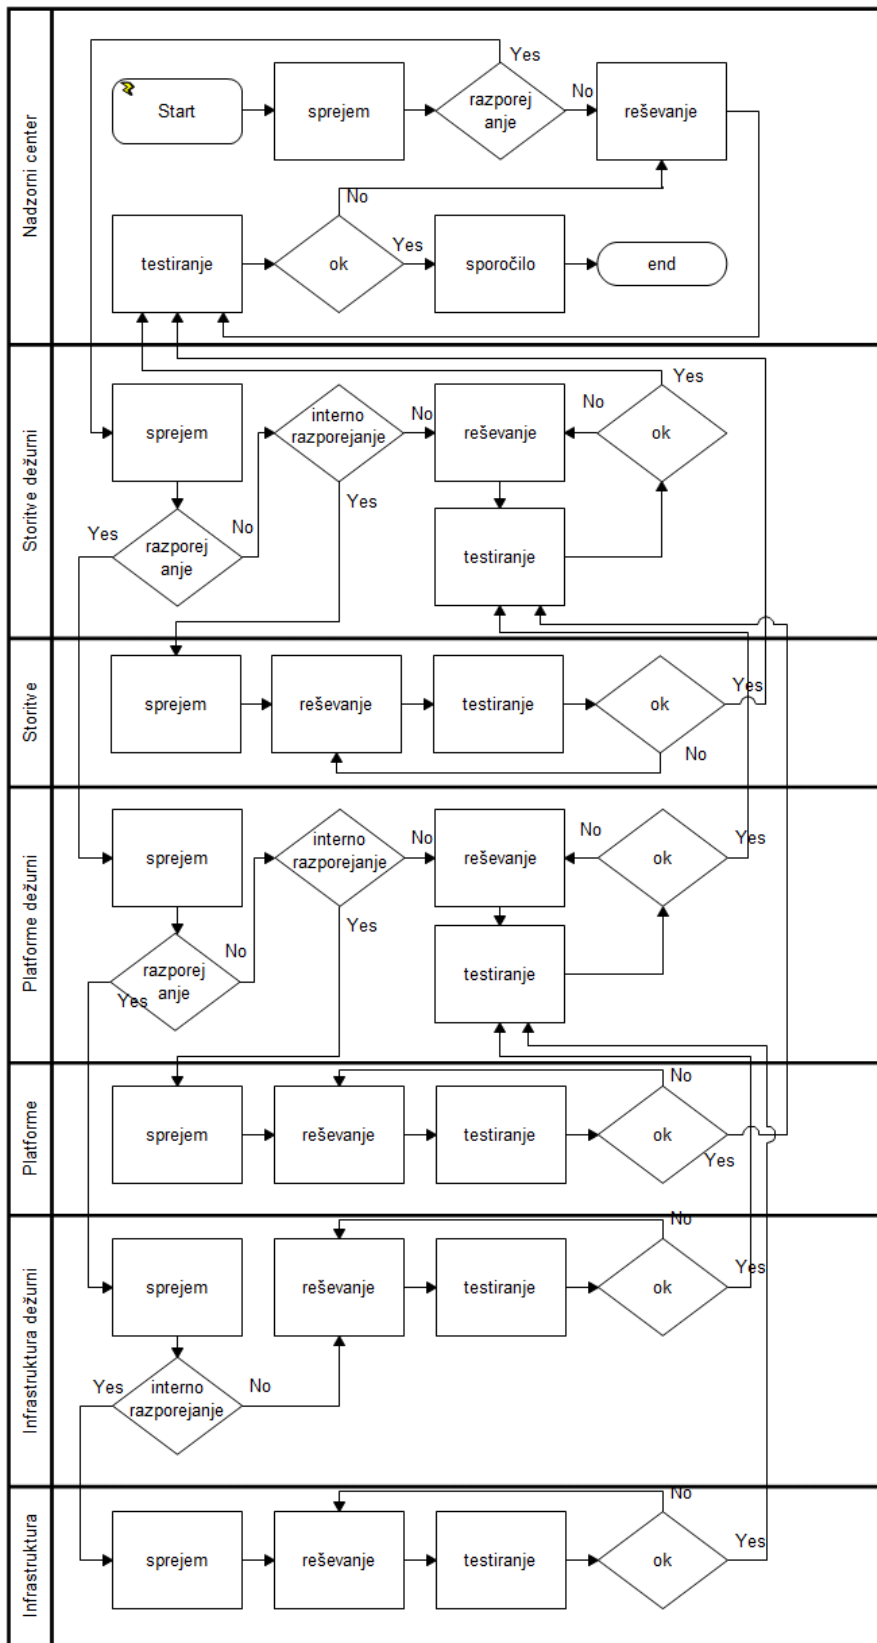 Nadzorni center
Yes
Start
sprejem
razporej
anje
No
reševanje
No
testiranje
ok
Yes
sporočilo
end
Storitve dežurni
Yes
sprejem
interno
razporejanje
No
reševanje
No
ok
Yes
razporej
anje
No
Yes
testiranje
Storitve
sprejem
reševanje
testiranje
ok
Yes
No
Platforme dežurni
sprejem
interno
razporejanje
No
reševanje
No
ok
Yes
razporej
anje
No
Yes
Yes
testiranje
Platforme
No
sprejem
reševanje
testiranje
ok
Yes
Infrastruktura dežurni
No
sprejem
reševanje
testiranje
ok
Yes
Yes
interno
razporejanje
No
Infrastruktura
No
sprejem
reševanje
testiranje
ok
Yes